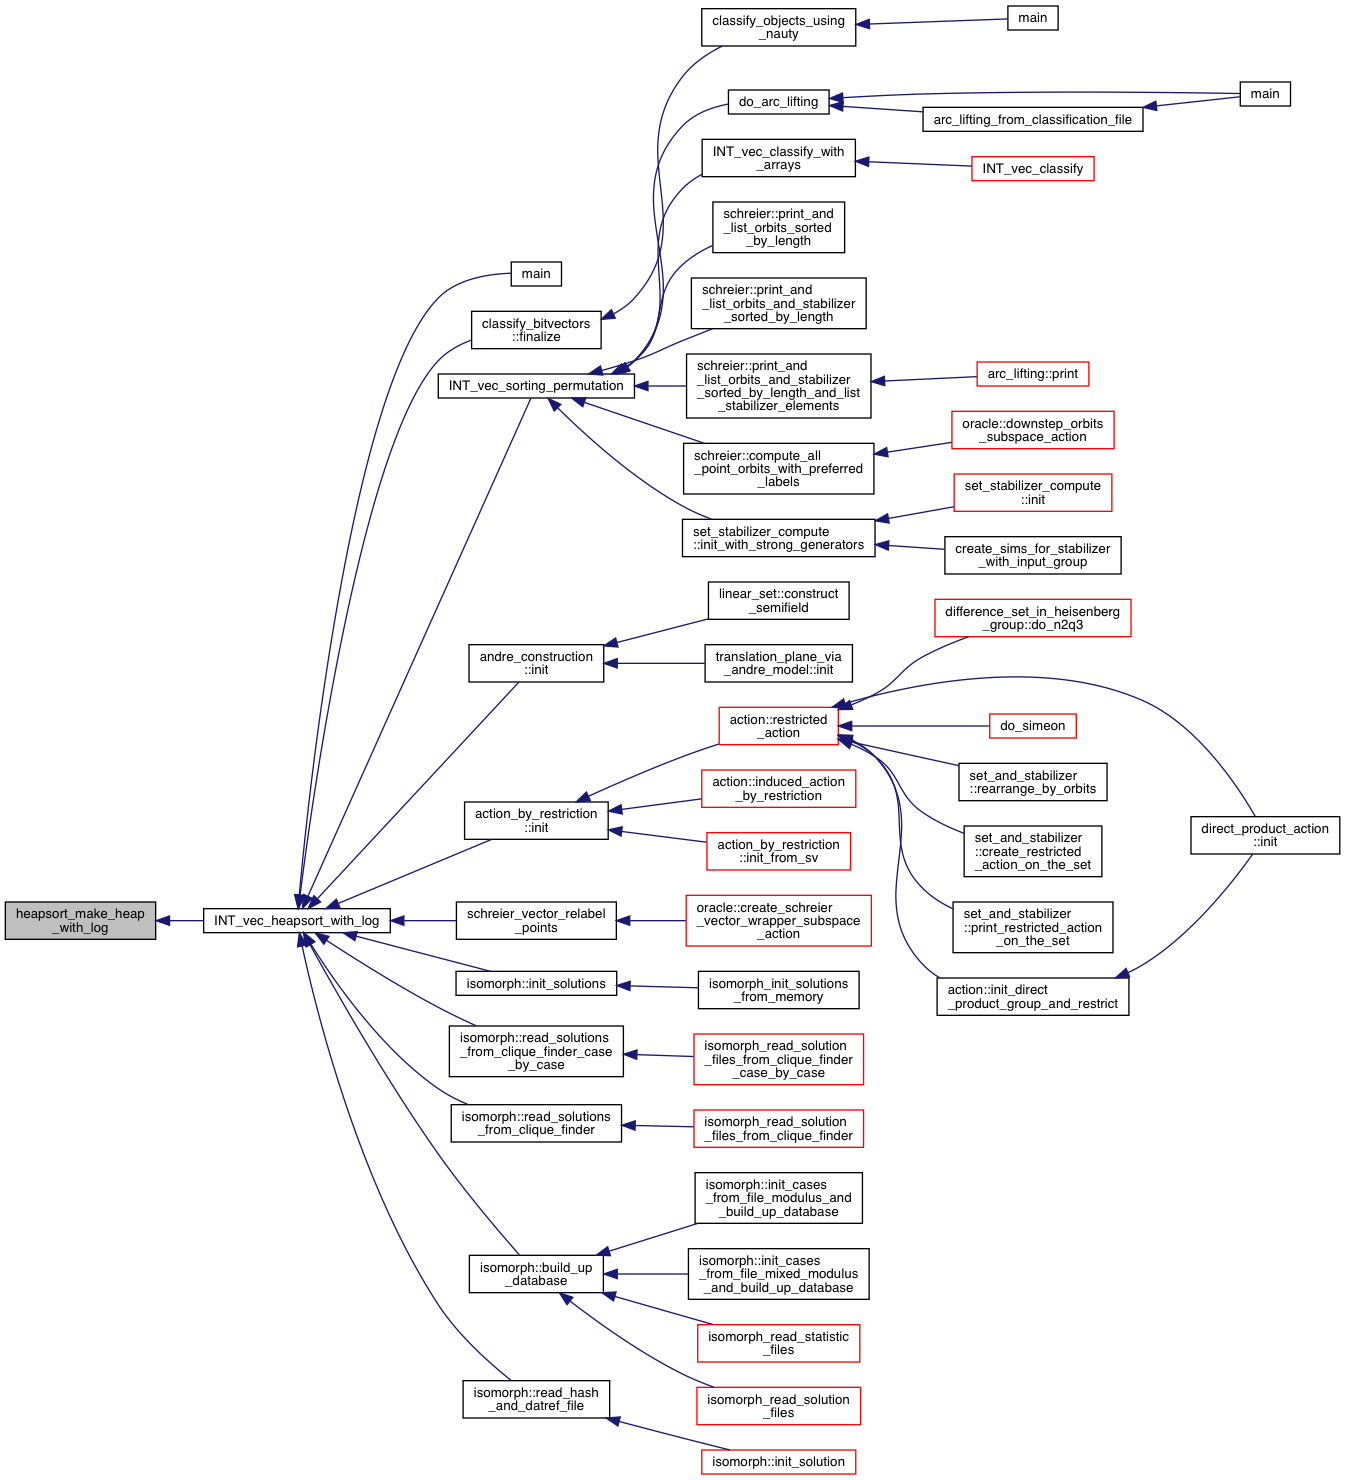 classify_objects_using
_nauty
main
do_arc_lifting
main
arc_lifting_from_classification_file
INT_vec_classify_with
_arrays
INT_vec_classify
schreier::print_and
_list_orbits_sorted
_by_length
main
schreier::print_and
_list_orbits_and_stabilizer
_sorted_by_length
classify_bitvectors
::finalize
INT_vec_sorting_permutation
schreier::print_and
_list_orbits_and_stabilizer
_sorted_by_length_and_list
_stabilizer_elements
arc_lifting::print
oracle::downstep_orbits
_subspace_action
schreier::compute_all
_point_orbits_with_preferred
_labels
set_stabilizer_compute
::init
set_stabilizer_compute
::init_with_strong_generators
create_sims_for_stabilizer
_with_input_group
linear_set::construct
_semifield
difference_set_in_heisenberg
_group::do_n2q3
andre_construction
::init
translation_plane_via
_andre_model::init
action::restricted
_action
do_simeon
set_and_stabilizer
::rearrange_by_orbits
action::induced_action
_by_restriction
action_by_restriction
::init
action_by_restriction
::init_from_sv
set_and_stabilizer
::create_restricted
_action_on_the_set
direct_product_action
::init
heapsort_make_heap
_with_log
INT_vec_heapsort_with_log
schreier_vector_relabel
_points
oracle::create_schreier
_vector_wrapper_subspace
_action
set_and_stabilizer
::print_restricted_action
_on_the_set
isomorph::init_solutions
isomorph_init_solutions
_from_memory
action::init_direct
_product_group_and_restrict
isomorph::read_solutions
_from_clique_finder_case
_by_case
isomorph_read_solution
_files_from_clique_finder
_case_by_case
isomorph::read_solutions
_from_clique_finder
isomorph_read_solution
_files_from_clique_finder
isomorph::init_cases
_from_file_modulus_and
_build_up_database
isomorph::build_up
_database
isomorph::init_cases
_from_file_mixed_modulus
_and_build_up_database
isomorph_read_statistic
_files
isomorph::read_hash
_and_datref_file
isomorph_read_solution
_files
isomorph::init_solution